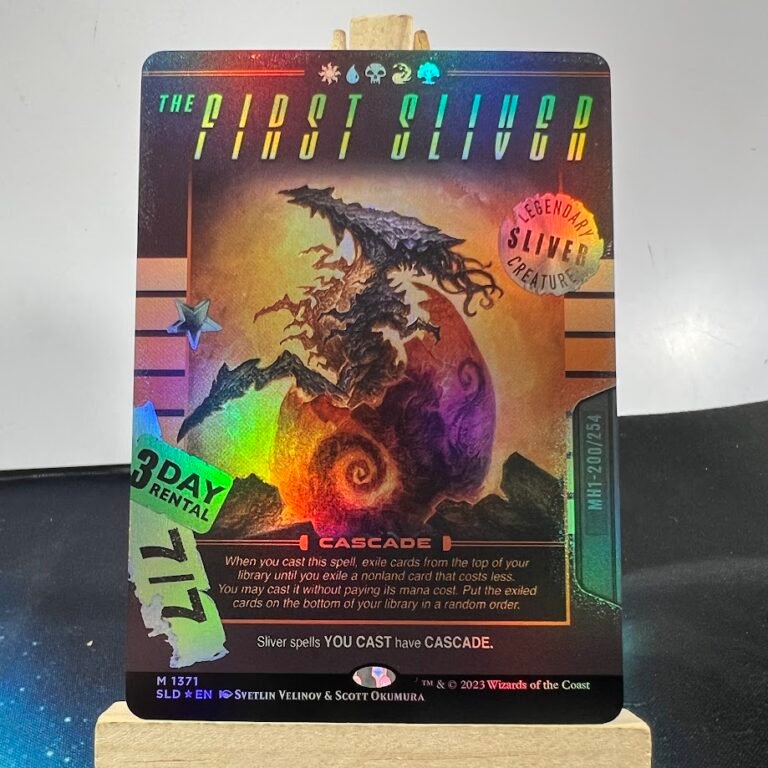 THE FIRST SLIVER
LEGENDARY
SLIVER
CREATURE
MH1-200/254
3 DAY
RENTAL
717
CASCADE
When you cast this spell, exile cards from the top of your
library until you exile a nonland card that costs less.
You may cast it without paying its mana cost. Put the exiled
cards on the bottom of your library in a random order.
Sliver spells YOU CAST have CASCADE.
M 1371
SLD ★ EN SVETLIN VELINOV & SCOTT OKUMURA
™ & © 2023 Wizards of the Coast